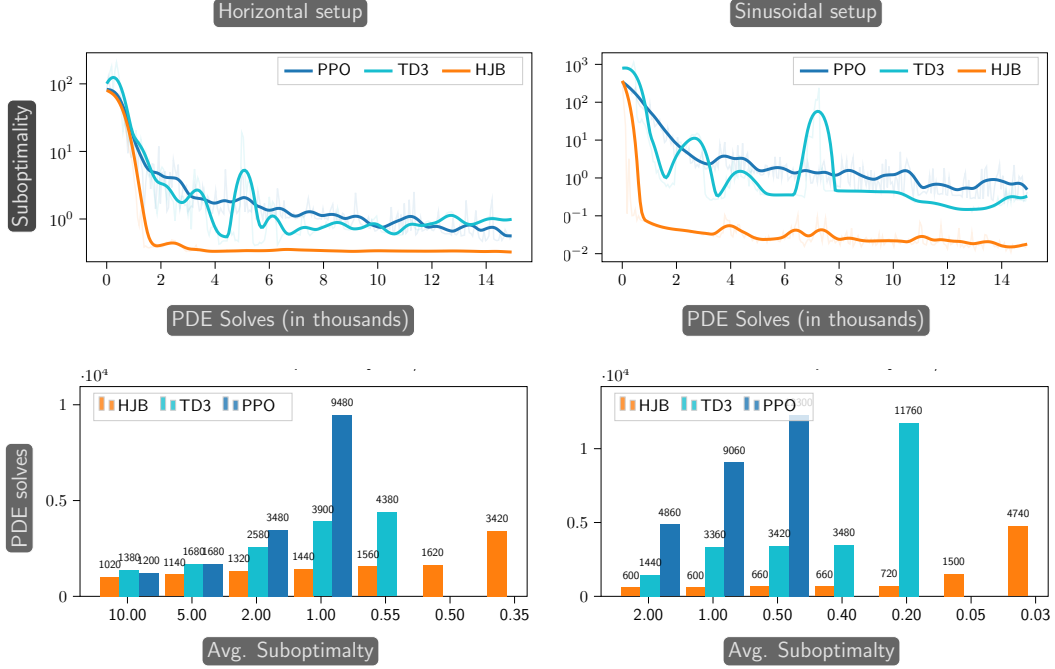 Horizontal setup
Sinusoidal setup
Suboptimality
PPO TD3 HJB
10^2
10^1
10^0
0 2 4 6 8 10 12 14
PDE Solves (in thousands)
PPO TD3 HJB
10^3
10^2
10^1
10^0
10^−1
10^−2
0 2 4 6 8 10 12 14
PDE Solves (in thousands)
PDE solves
·10^4
HJB TD3 PPO
1
0.5
0
1020 1380 1200 1140 1680 1680 1320 2580 3480 1440 3900 9480 1560 4380 1620 3420
10.00 5.00 2.00 1.00 0.55 0.50 0.35
Avg. Suboptimalty
·10^4
HJB TD3 PPO
1
0.5
0
600 1440 4860 600 3360 9060 660 3420 660 3480 720 11760 1500 4740
2.00 1.00 0.50 0.40 0.20 0.05 0.03
Avg. Suboptimalty